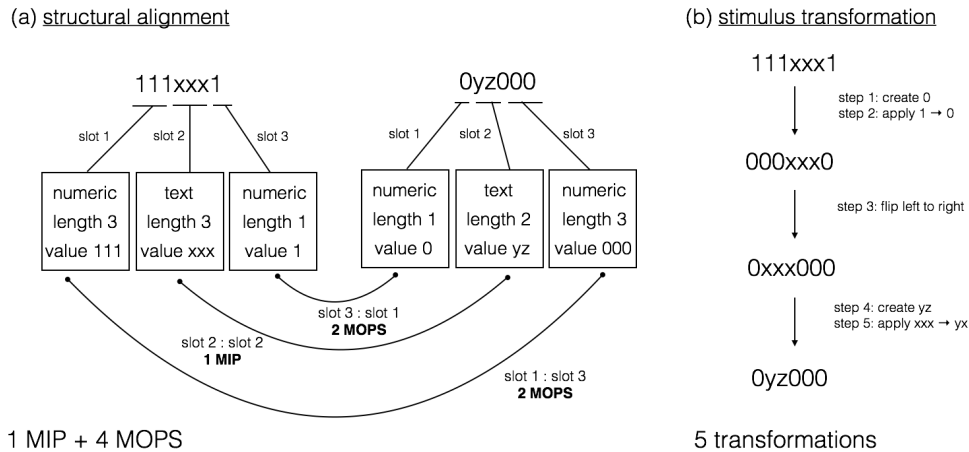 (a) structural alignment
111xxx1
0yz000
slot 1
slot 2
slot 3
slot 1
slot 2
slot 3
numeric
length 3
value 111
text
length 3
value xxx
numeric
length 1
value 1
numeric
length 1
value 0
text
length 2
value yz
numeric
length 3
value 000
slot 3 : slot 1
2 MOPS
slot 2 : slot 2
1 MIP
slot 1 : slot 3
2 MOPS
1 MIP + 4 MOPS
(b) stimulus transformation
111xxx1
step 1: create 0
step 2: apply 1 → 0
000xxx0
step 3: flip left to right
0xxx000
step 4: create yz
step 5: apply xxx → yx
0yz000
5 transformations